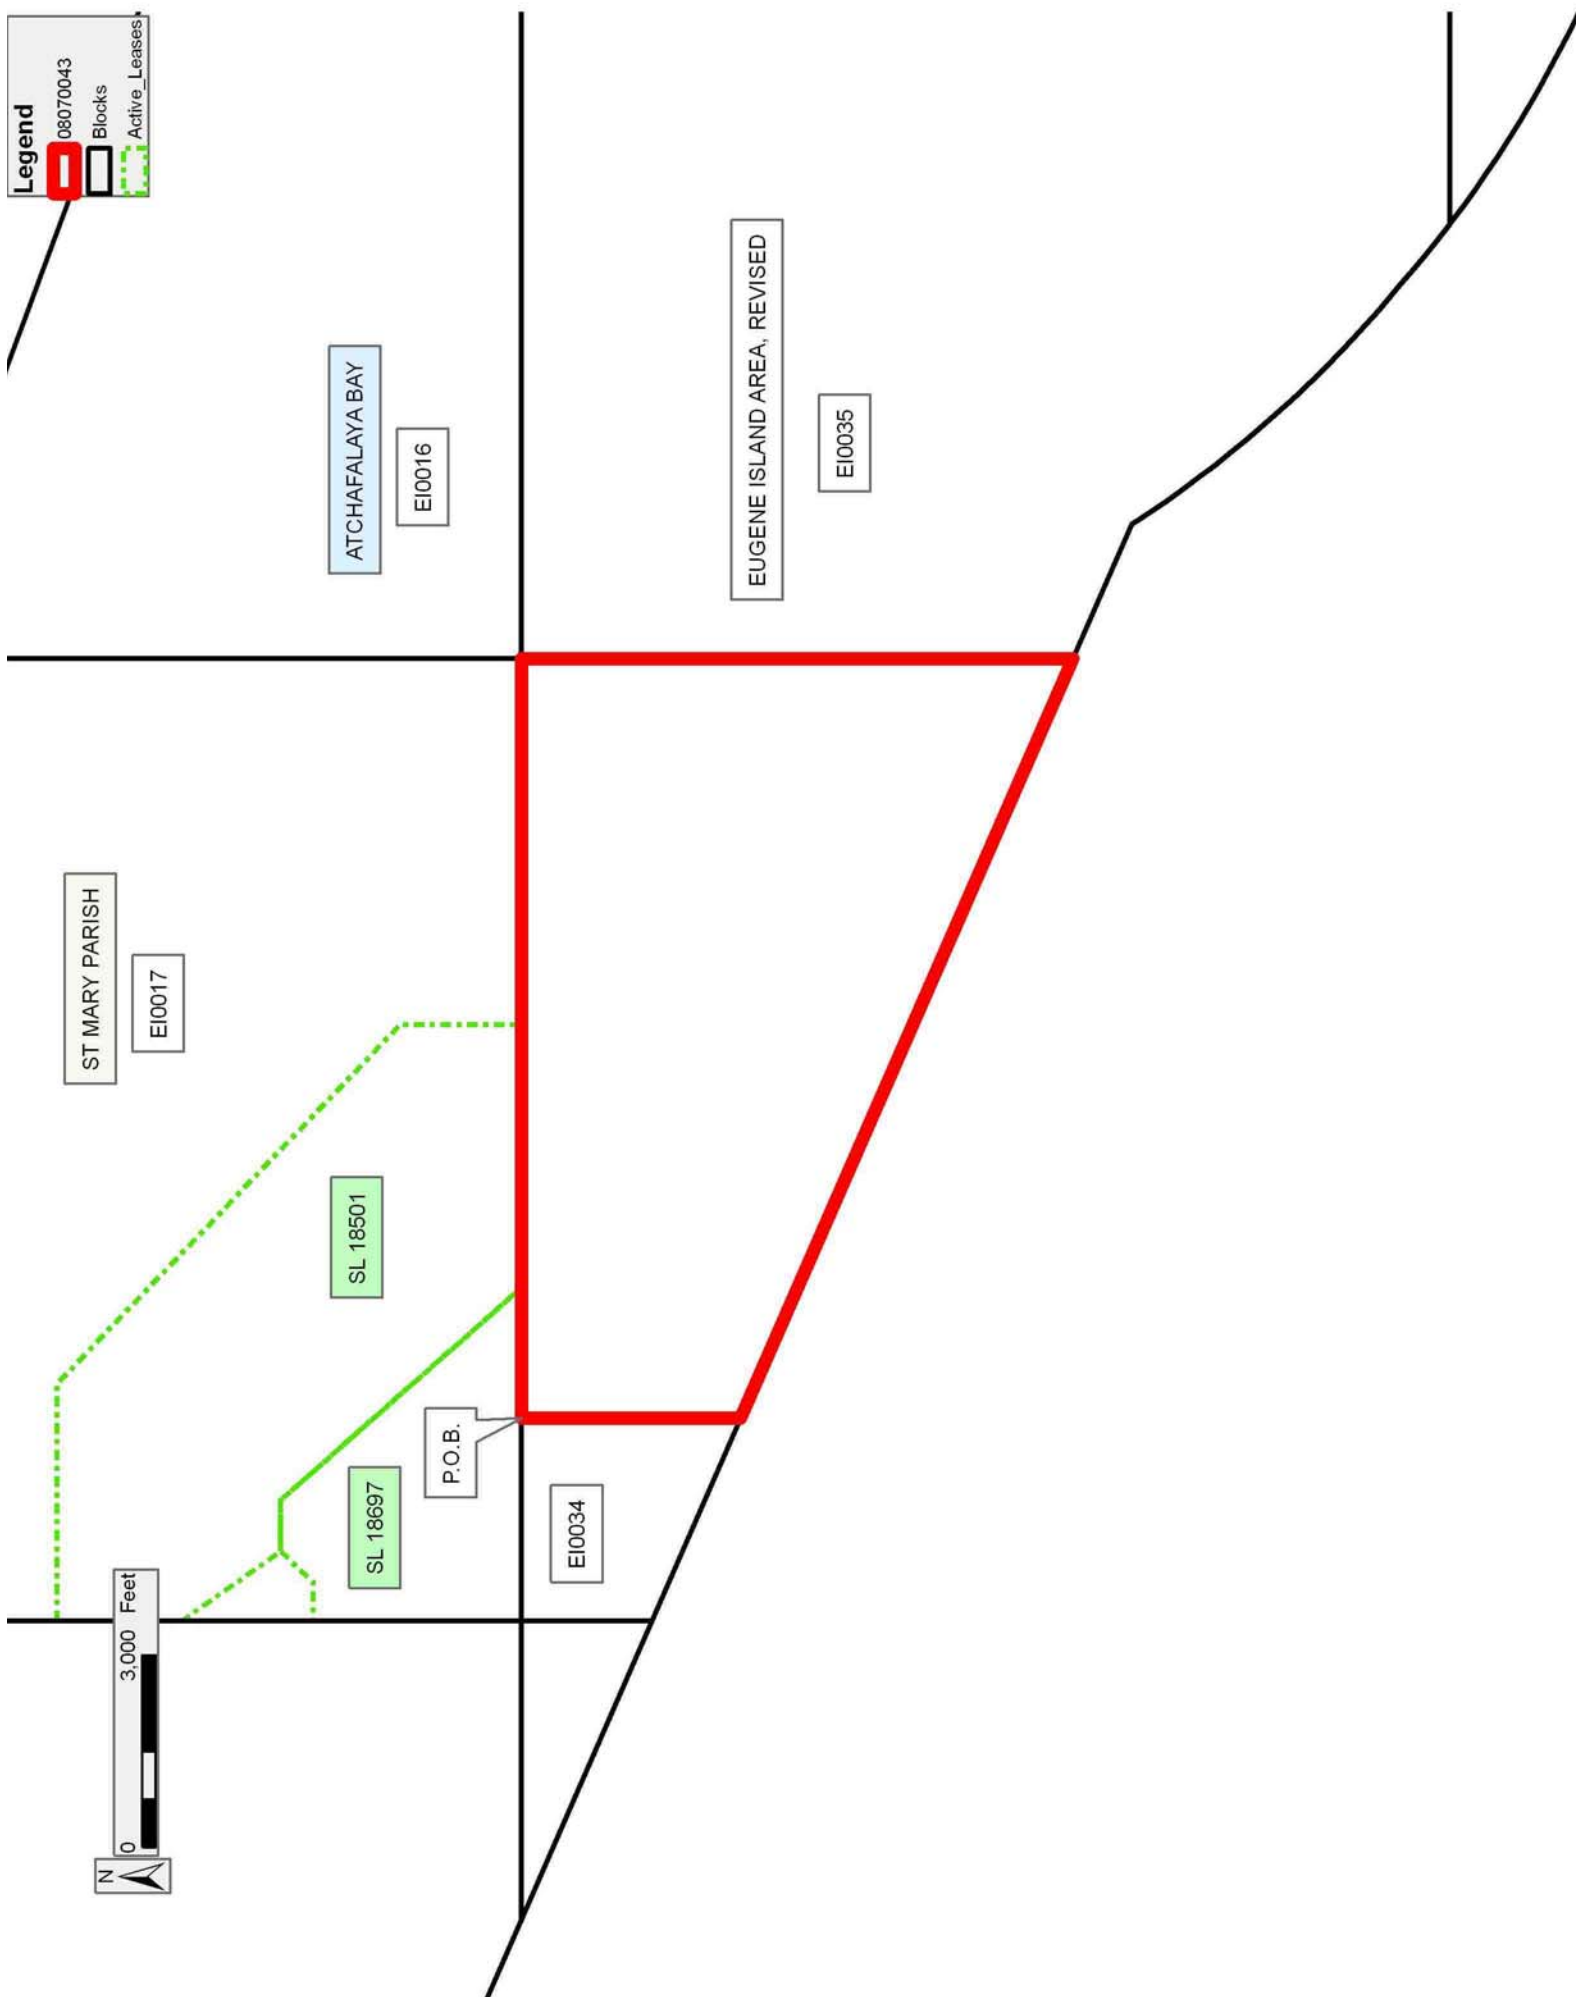 Legend
08070043
Blocks
Active_Leases
N
0 3,000 Feet
ST MARY PARISH
EI0017
ATCHAFALAYA BAY
EI0016
SL 18501
SL 18697
P.O.B.
EI0034
EUGENE ISLAND AREA, REVISED
EI0035